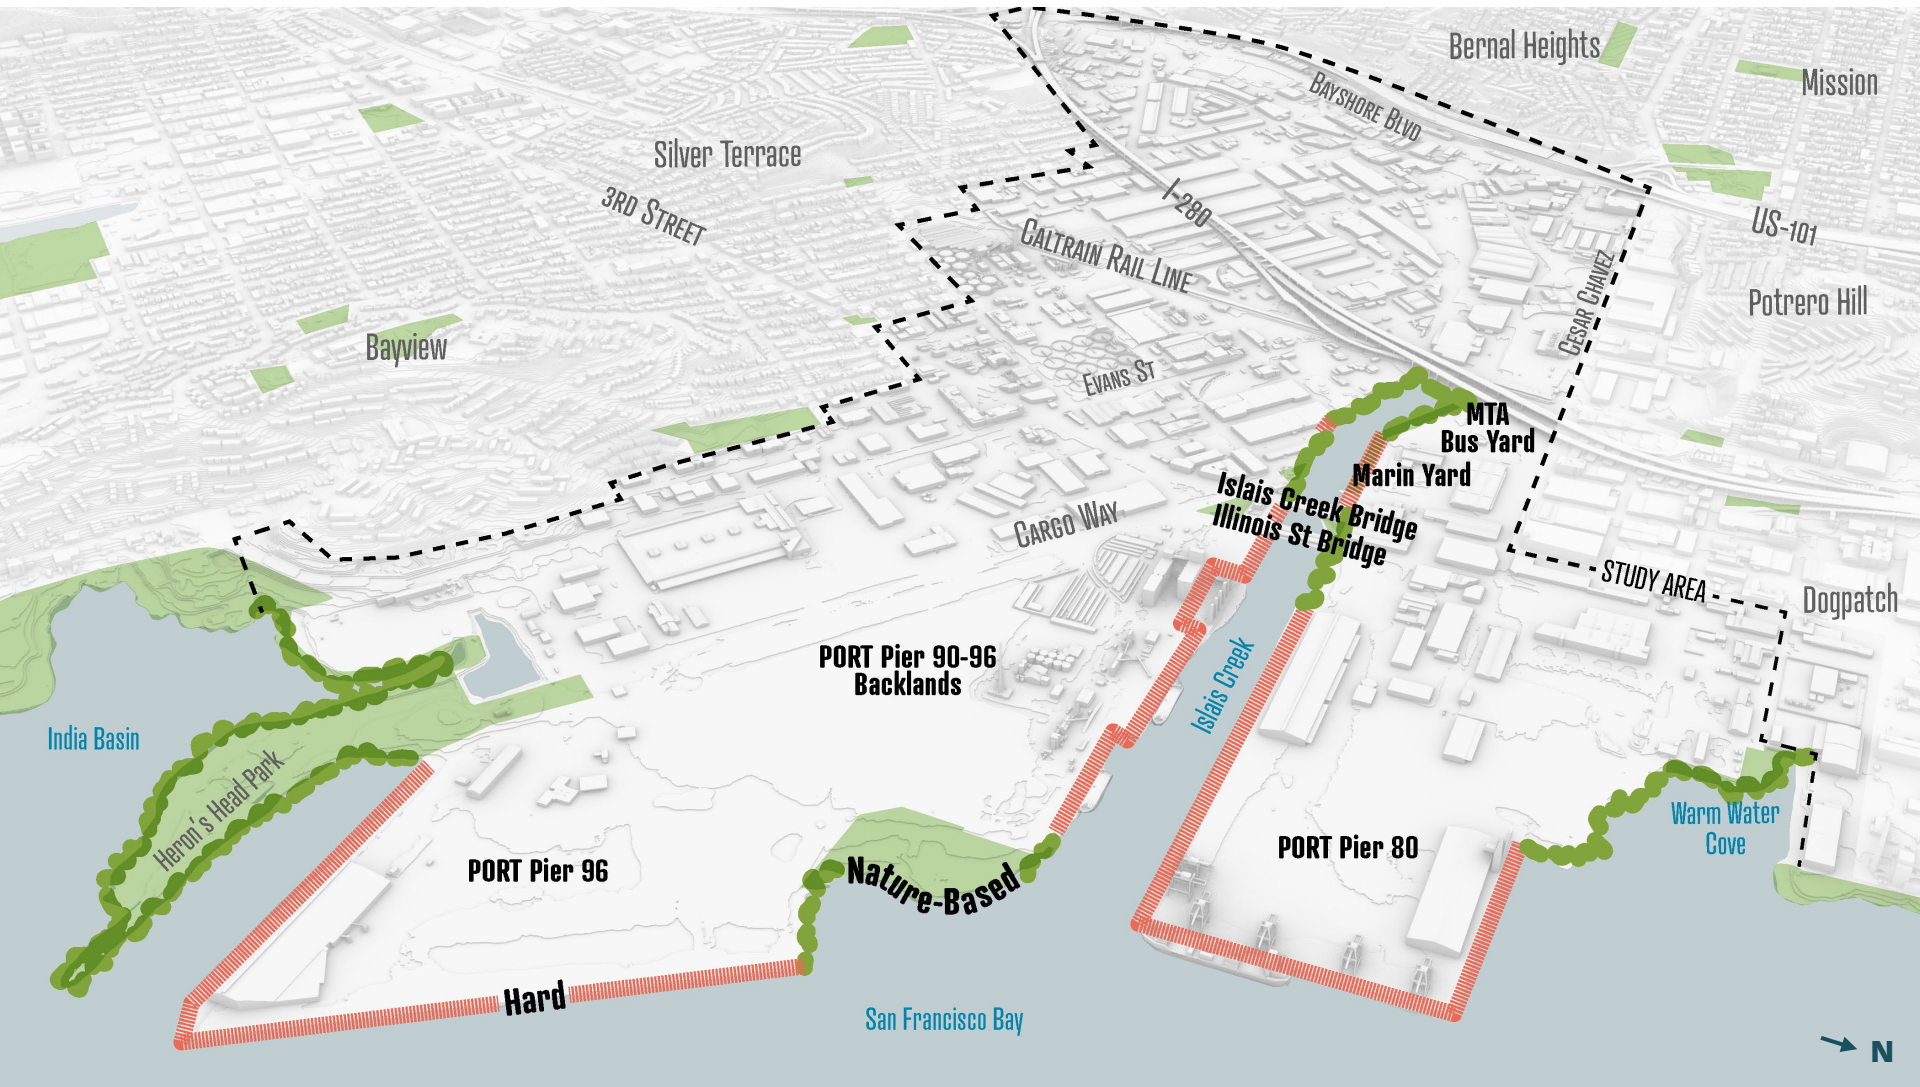 Bernal Heights
Mission
BAYSHORE BLVD
Silver Terrace
3RD STREET
I-280
US-101
CALTRAIN RAIL LINE
CESAR CHAVEZ
Potrero Hill
Bayview
EVANS ST
MTA
Bus Yard
Marin Yard
Islais Creek Bridge
Illinois St Bridge
CARGO WAY
STUDY AREA
Dogpatch
PORT Pier 90-96
Backlands
Islais Creek
India Basin
Heron's Head Park
Warm Water
Cove
PORT Pier 80
PORT Pier 96
Nature-Based
Hard
San Francisco Bay
N